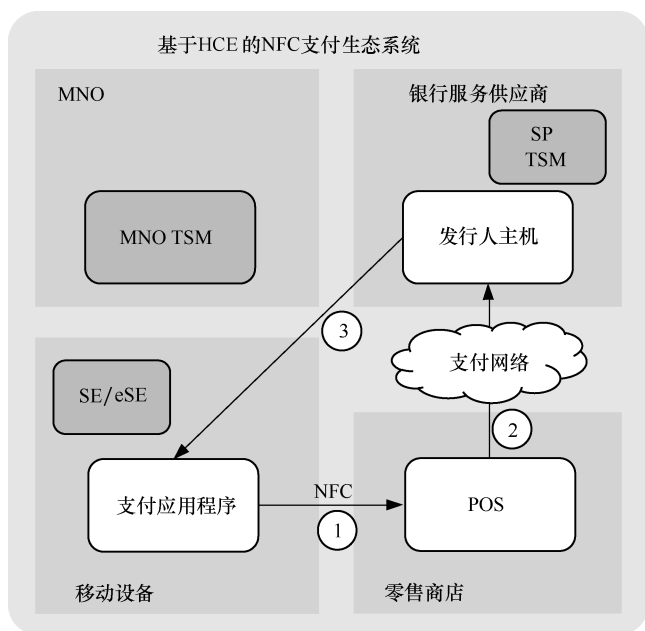 基于HCE 的NFC支付生态系统
MNO
银行服务供应商
SP
TSM
MNO TSM
发行人主机
3
支付网络
SE/eSE
2
支付应用程序
NFC
1
POS
移动设备
零售商店